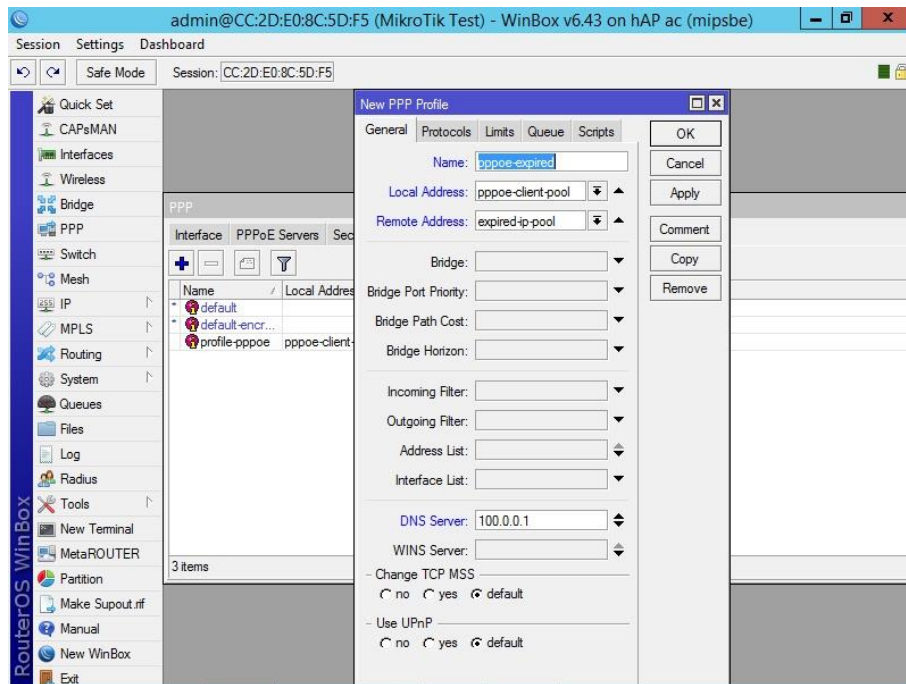 admin@CC:2D:E0:8C:5D:F5 (MikroTik Test) - WinBox v6.43 on hAP ac (mipsbe)
Session Settings Dashboard
Safe Mode Session: CC:2D:E0:8C:5D:F5
Quick Set
CAPsMAN
Interfaces
Wireless
Bridge
PPP
Switch
Mesh
IP
MPLS
Routing
System
Queues
Files
Log
Radius
Tools
New Terminal
MetaROUTER
Partition
Make Supout.rif
Manual
New WinBox
Exit
RouterOS WinBox
PPP
Interface PPPoE Servers Sec
Name Local Addres
* default
* default-encr...
profile-pppoe pppoe-client-
3 items
New PPP Profile
General Protocols Limits Queue Scripts
Name: pppoe-expired
Local Address: pppoe-client-pool
Remote Address: expired-ip-pool
Bridge:
Bridge Port Priority:
Bridge Path Cost:
Bridge Horizon:
Incoming Filter:
Outgoing Filter:
Address List:
Interface List:
DNS Server: 100.0.0.1
WINS Server:
Change TCP MSS
no yes default
Use UPnP
no yes default
OK
Cancel
Apply
Comment
Copy
Remove